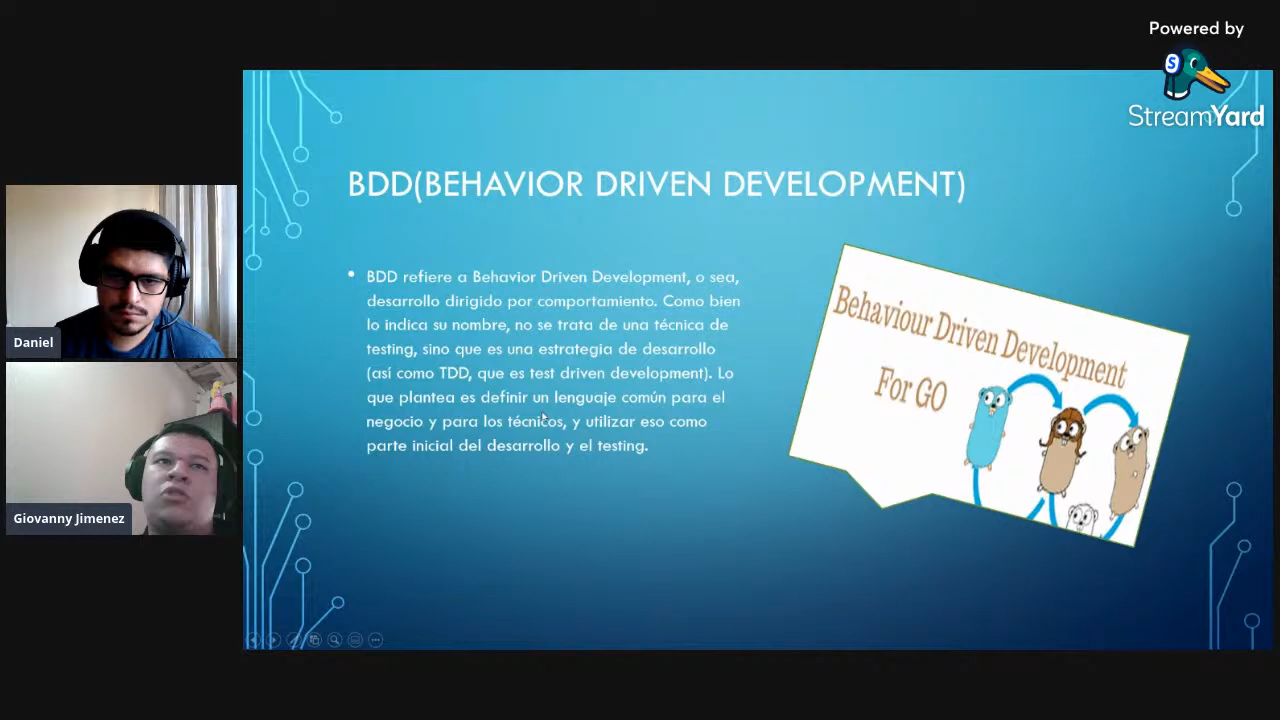 Powered by
StreamYard
BDD(BEHAVIOR DRIVEN DEVELOPMENT)
• BDD refiere a Behavior Driven Development, o sea,
desarrollo dirigido por comportamiento. Como bien
lo indica su nombre, no se trata de una técnica de
testing, sino que es una estrategia de desarrollo
(así como TDD, que es test driven development). Lo
que plantea es definir un lenguaje común para el
negocio y para los técnicos, y utilizar eso como
parte inicial del desarrollo y el testing.
Behaviour Driven Development
For GO
Daniel
Giovanny Jimenez